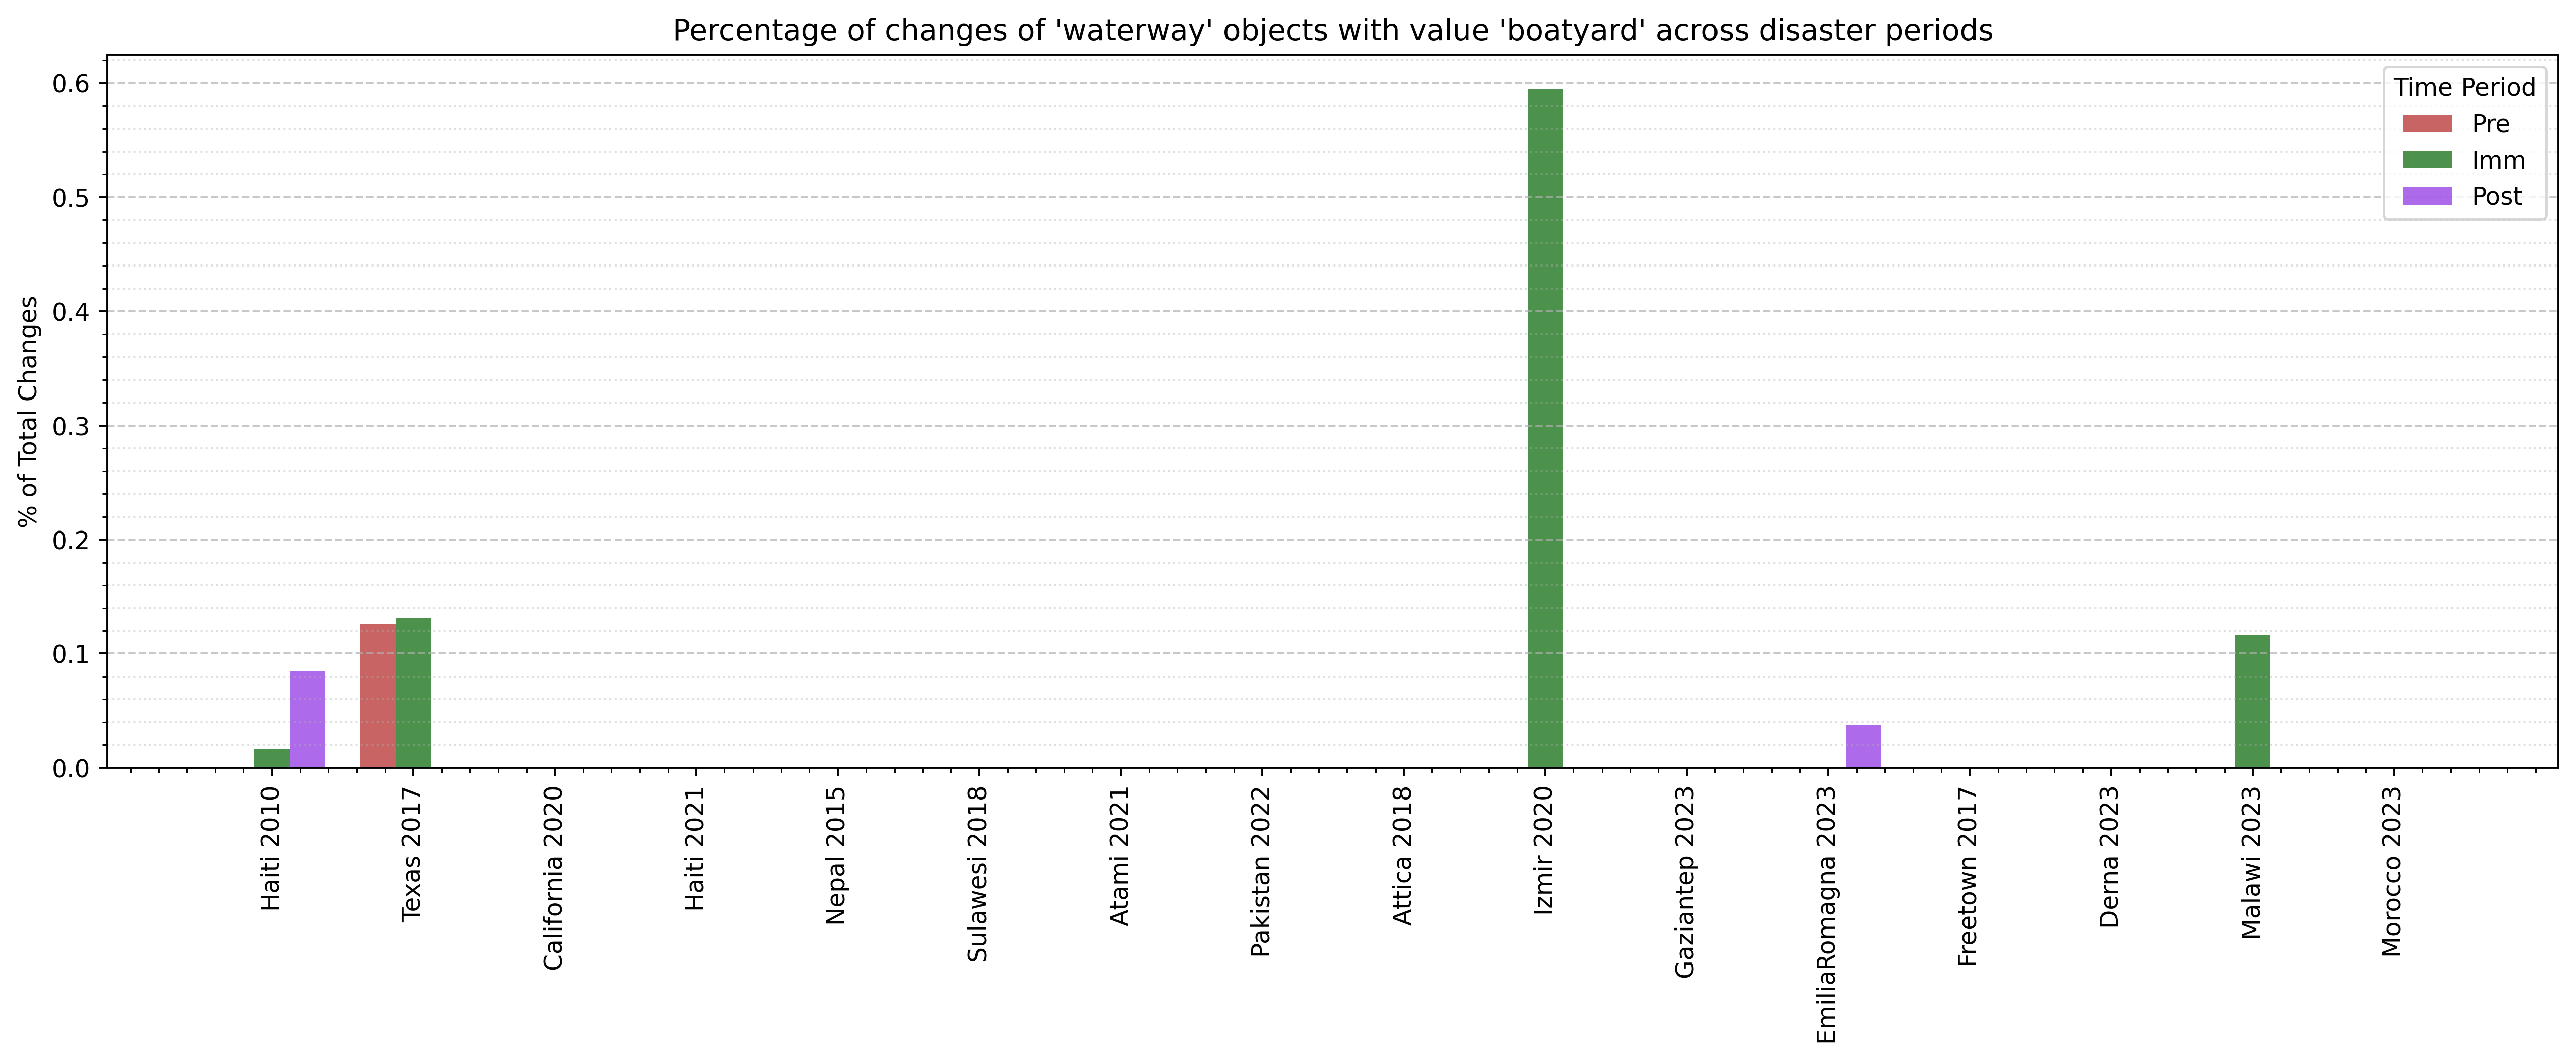 Percentage of changes of 'waterway' objects with value 'boatyard' across disaster periods
% of Total Changes
0.6
0.5
0.4
0.3
0.2
0.1
0.0
Time Period
Pre
Imm
Post
Haiti 2010
Texas 2017
California 2020
Haiti 2021
Nepal 2015
Sulawesi 2018
Atami 2021
Pakistan 2022
Attica 2018
Izmir 2020
Gaziantep 2023
EmiliaRomagna 2023
Freetown 2017
Derna 2023
Malawi 2023
Morocco 2023